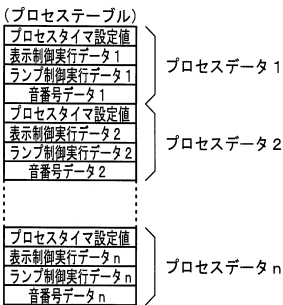 (プロセステーブル)
プロセスタイマ設定値
表示制御実行データ1
ランプ制御実行データ1
音番号データ1
プロセスデータ1
プロセスタイマ設定値
表示制御実行データ2
ランプ制御実行データ2
音番号データ2
プロセスデータ2
プロセスタイマ設定値
表示制御実行データn
ランプ制御実行データn
音番号データn
プロセスデータn